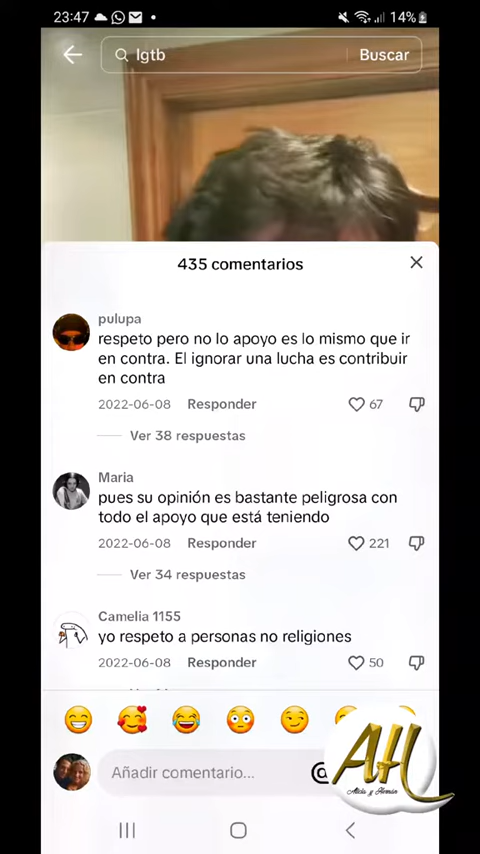 23:47
14%
lgtb
Buscar
435 comentarios
pulupa
respeto pero no lo apoyo es lo mismo que ir
en contra. El ignorar una lucha es contribuir
en contra
2022-06-08 Responder 67
Ver 38 respuestas
Maria
pues su opinión es bastante peligrosa con
todo el apoyo que está teniendo
2022-06-08 Responder 221
Ver 34 respuestas
Camelia 1155
yo respeto a personas no religiones
2022-06-08 Responder 50
Añadir comentario...
@
AH
Alicia y Hernán